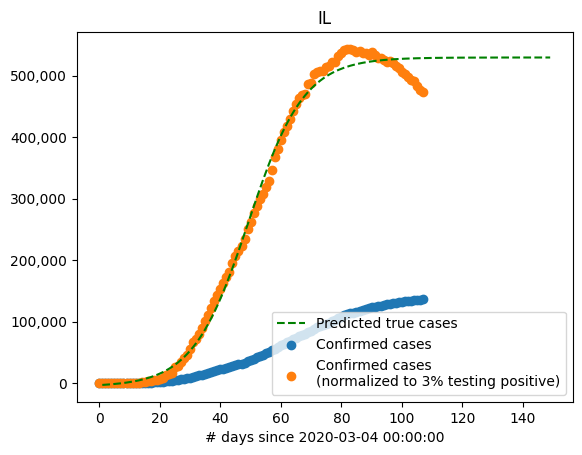 IL
500,000
400,000
300,000
200,000
100,000
0
Predicted true cases
Confirmed cases
Confirmed cases
(normalized to 3% testing positive)
0 20 40 60 80 100 120 140
# days since 2020-03-04 00:00:00